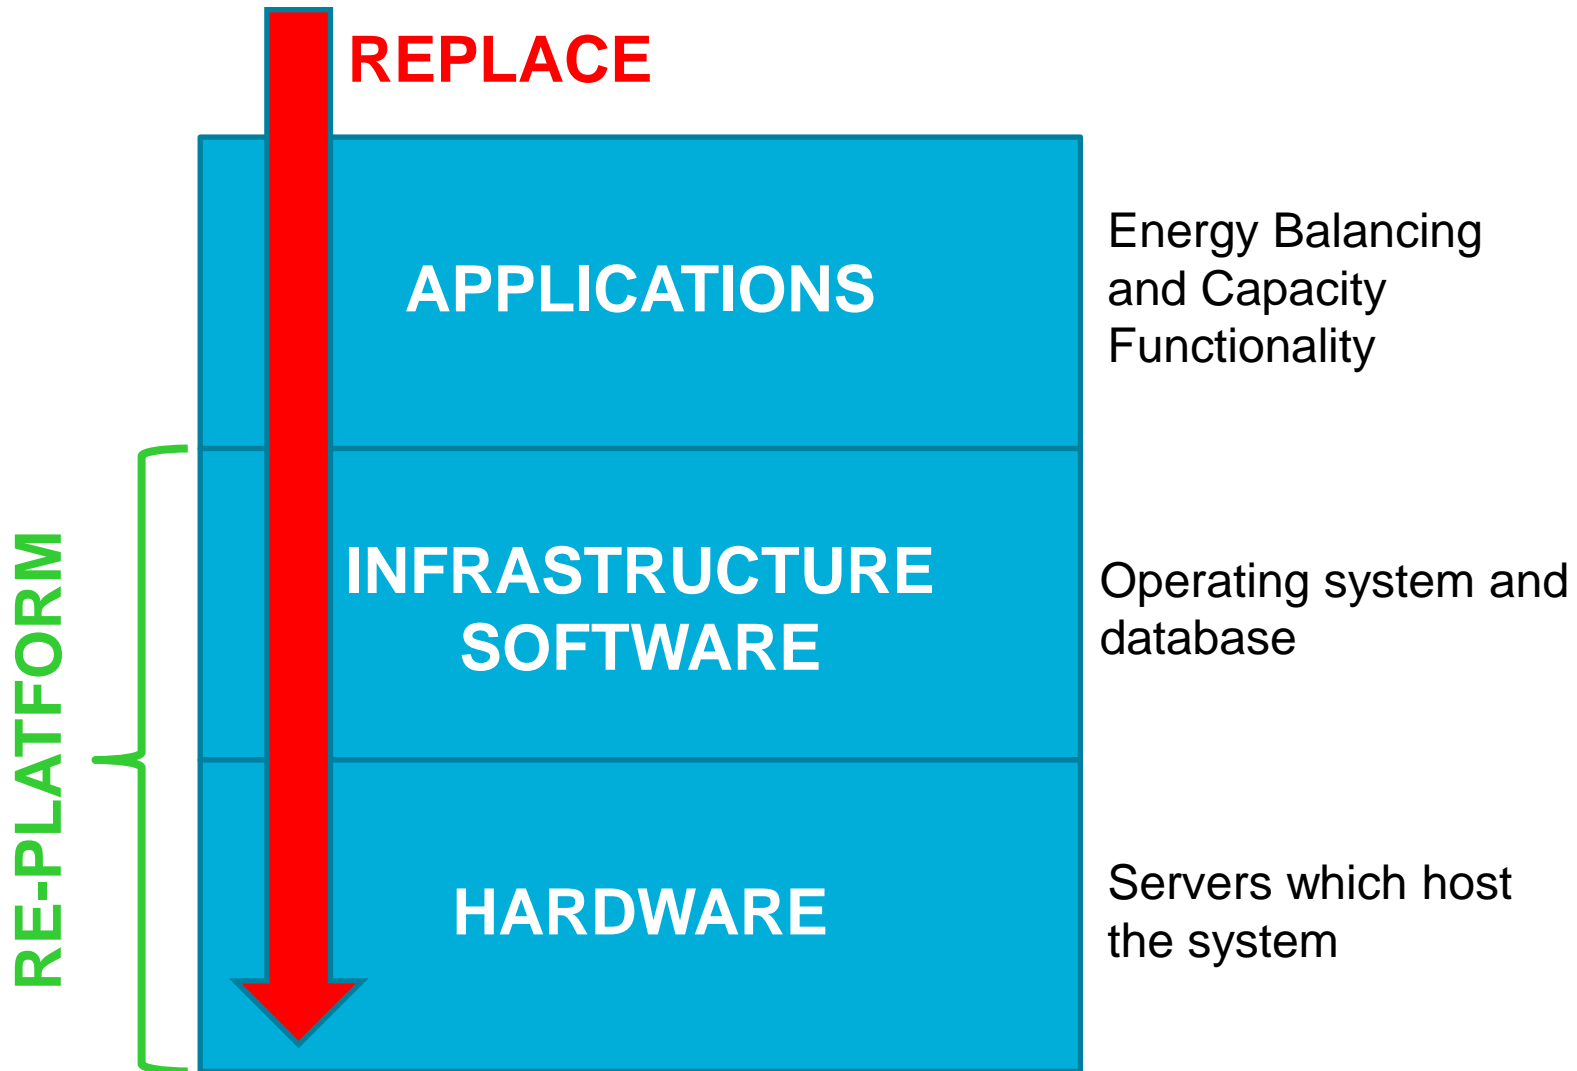 REPLACE
APPLICATIONS
Energy Balancing
and Capacity
Functionality
RE-PLATFORM
INFRASTRUCTURE
SOFTWARE
Operating system and
database
HARDWARE
Servers which host
the system